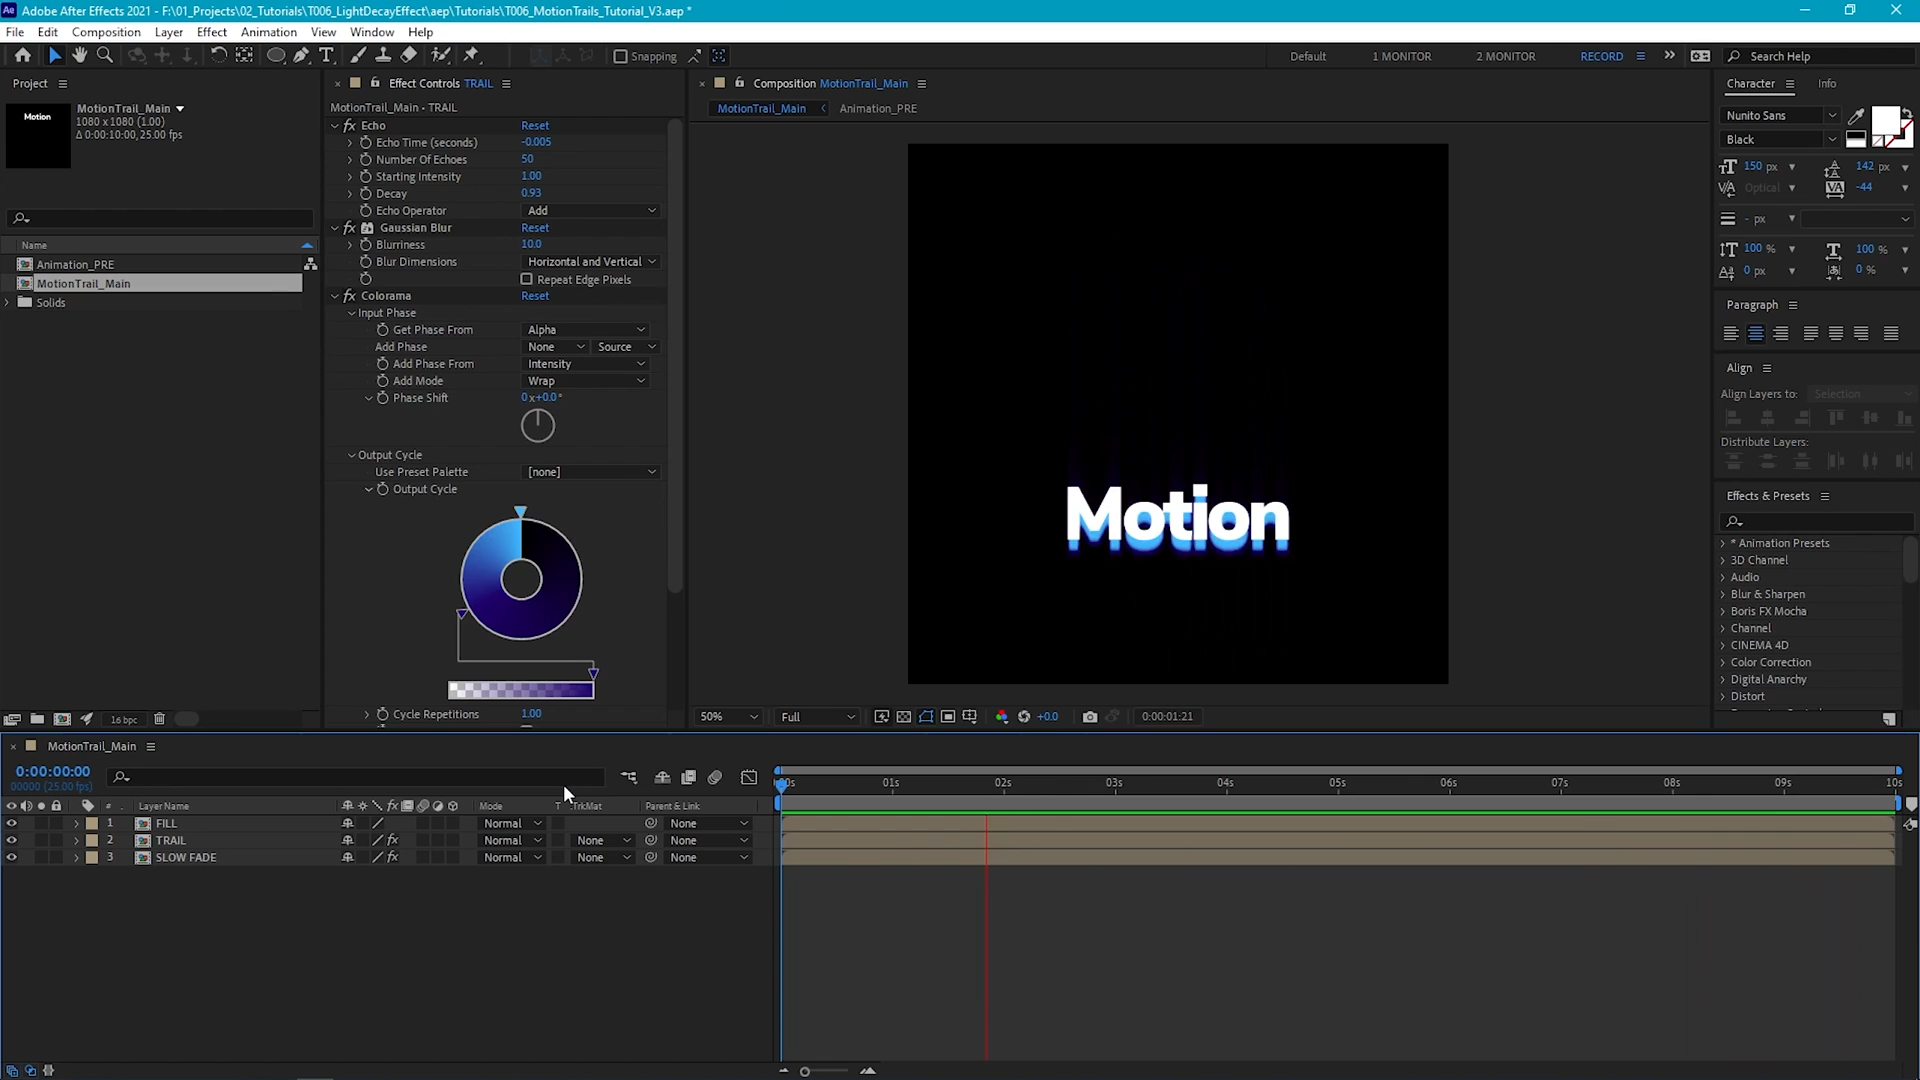 Adobe After Effects 2021 - F:\01_Projects\02_Tutorials\T006_LightDecayEffect\aep\Tutorials\T006_MotionTrails_Tutorial_V3.aep *
File Edit Composition Layer Effect Animation View Window Help
Snapping
Default 1 MONITOR 2 MONITOR RECORD Search Help
Project
MotionTrail_Main
1080 x 1080 (1.00)
Δ 0:00:10:00, 25.00 fps
Motion
Name
Animation_PRE
MotionTrail_Main
Solids
16 bpc
Effect Controls TRAIL
MotionTrail_Main • TRAIL
fx Echo Reset
Echo Time (seconds) -0.005
Number Of Echoes 50
Starting Intensity 1.00
Decay 0.93
Echo Operator Add
fx Gaussian Blur Reset
Blurriness 10.0
Blur Dimensions Horizontal and Vertical
Repeat Edge Pixels
fx Colorama Reset
Input Phase
Get Phase From Alpha
Add Phase None Source
Add Phase From Intensity
Add Mode Wrap
Phase Shift 0x+0.0°
Output Cycle
Use Preset Palette [none]
Output Cycle
Cycle Repetitions 1.00
Composition MotionTrail_Main
MotionTrail_Main Animation_PRE
Motion
50% Full +0.0 0:00:01:21
Character Info
Nunito Sans
Black
150 px 142 px
Optical -44
- px
100 % 100 %
0 px 0 %
Paragraph
Align
Align Layers to: Selection
Distribute Layers:
Effects & Presets
* Animation Presets
3D Channel
Audio
Blur & Sharpen
Boris FX Mocha
Channel
CINEMA 4D
Color Correction
Digital Anarchy
Distort
MotionTrail_Main
0:00:00:00
00000 (25.00 fps)
01s 02s 03s 04s 05s 06s 07s 08s 09s 10s
# Layer Name fx Mode T .TrkMat Parent & Link
1 FILL Normal None
2 TRAIL fx Normal None None
3 SLOW FADE fx Normal None None